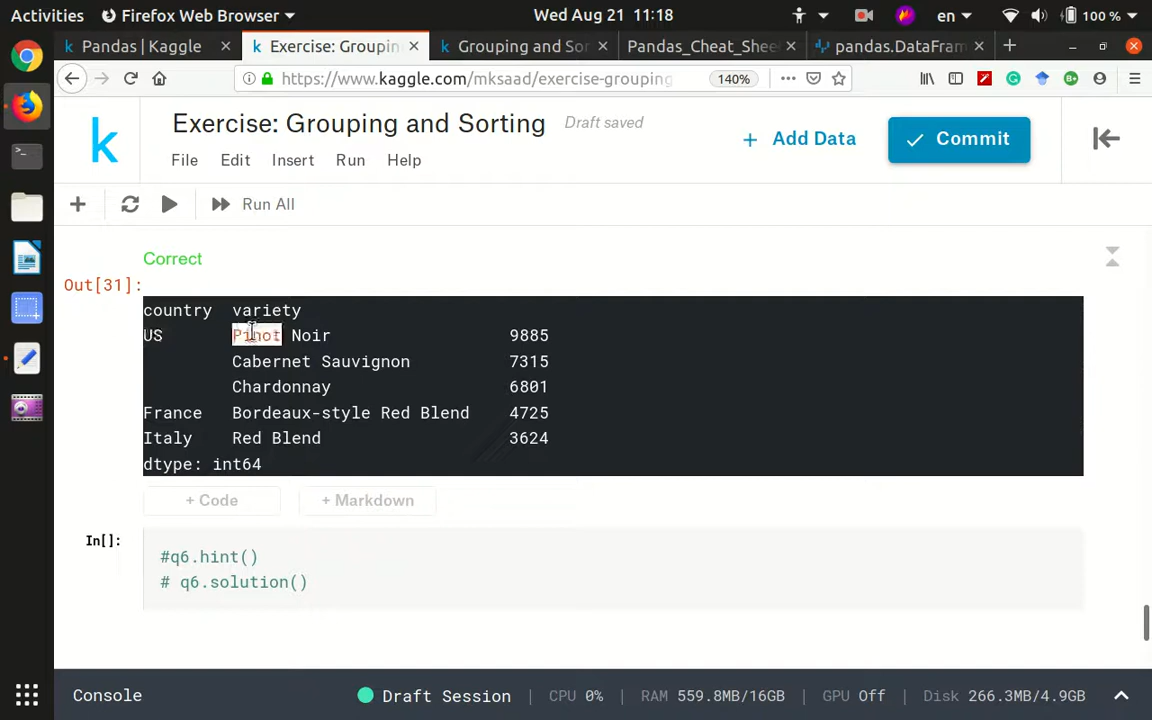 Activities Firefox Web Browser Wed Aug 21 11:18 en 100 %
Pandas | Kaggle Exercise: Groupin Grouping and Sor Pandas_Cheat_Shee pandas.DataFram
https://www.kaggle.com/mksaad/exercise-grouping 140%
k Exercise: Grouping and Sorting Draft saved
+ Add Data Commit
File Edit Insert Run Help
Run All
Correct
Out[31]:
country variety
US Pinot Noir 9885
Cabernet Sauvignon 7315
Chardonnay 6801
France Bordeaux-style Red Blend 4725
Italy Red Blend 3624
dtype: int64
+ Code + Markdown
In[]:
#q6.hint()
# q6.solution()
Console Draft Session CPU 0% RAM 559.8MB/16GB GPU Off Disk 266.3MB/4.9GB